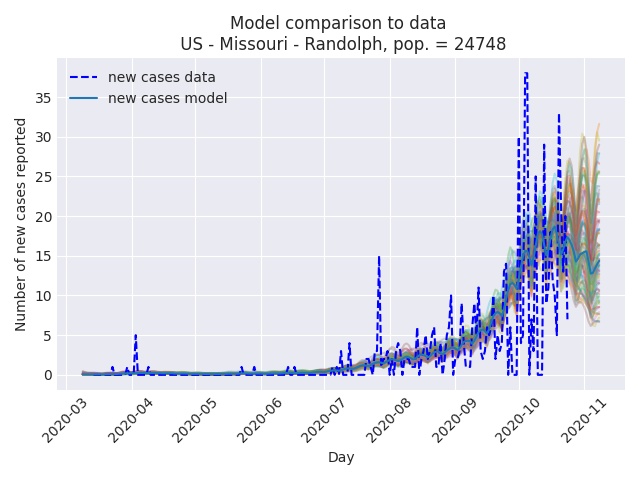 Model comparison to data
US - Missouri - Randolph, pop. = 24748
new cases data
new cases model
Number of new cases reported
35
30
25
20
15
10
5
0
2020-03
2020-04
2020-05
2020-06
2020-07
2020-08
2020-09
2020-10
2020-11
Day